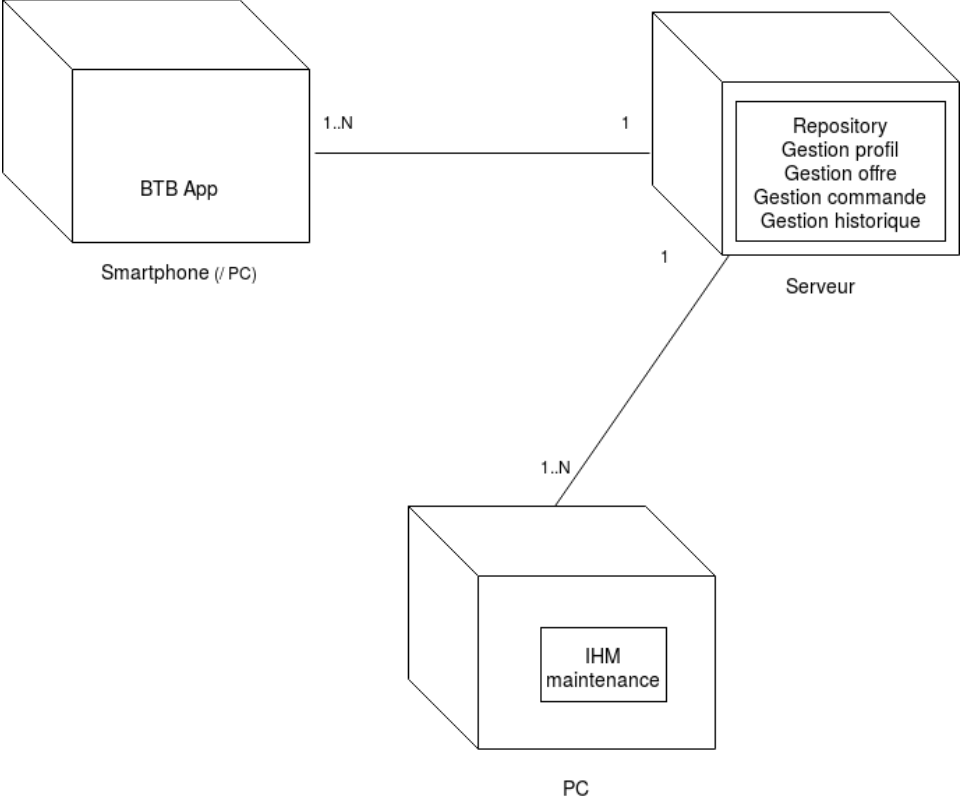 1..N
1
Repository
Gestion profil
Gestion offre
Gestion commande
Gestion historique
BTB App
Smartphone (/ PC)
1
Serveur
1..N
IHM
maintenance
PC